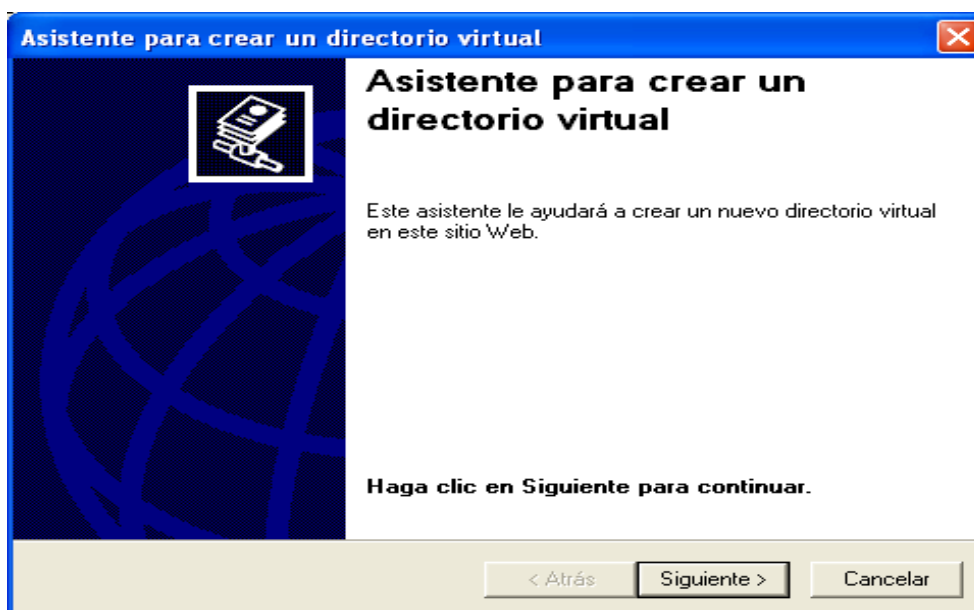 Asistente para crear un directorio virtual
Asistente para crear un
directorio virtual
Este asistente le ayudará a crear un nuevo directorio virtual
en este sitio Web.
Haga clic en Siguiente para continuar.
< Atrás
Siguiente >
Cancelar